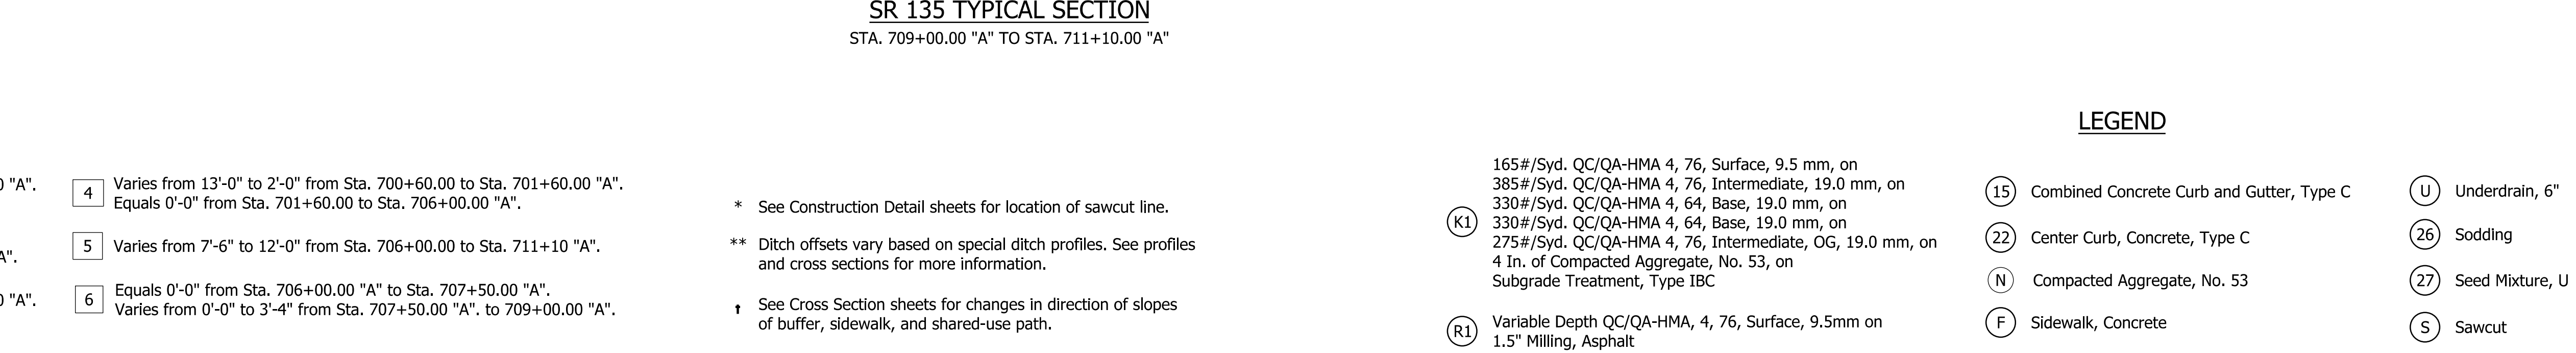 SR 135 TYPICAL SECTION
STA. 709+00.00 "A" TO STA. 711+10.00 "A"
0 "A".
A".
0 "A".
4 Varies from 13'-0" to 2'-0" from Sta. 700+60.00 to Sta. 701+60.00 "A".
Equals 0'-0" from Sta. 701+60.00 to Sta. 706+00.00 "A".
5 Varies from 7'-6" to 12'-0" from Sta. 706+00.00 to Sta. 711+10 "A".
6 Equals 0'-0" from Sta. 706+00.00 "A" to Sta. 707+50.00 "A".
Varies from 0'-0" to 3'-4" from Sta. 707+50.00 "A". to 709+00.00 "A".
* See Construction Detail sheets for location of sawcut line.
** Ditch offsets vary based on special ditch profiles. See profiles
and cross sections for more information.
↑ See Cross Section sheets for changes in direction of slopes
of buffer, sidewalk, and shared-use path.
LEGEND
K1
165#/Syd. QC/QA-HMA 4, 76, Surface, 9.5 mm, on
385#/Syd. QC/QA-HMA 4, 76, Intermediate, 19.0 mm, on
330#/Syd. QC/QA-HMA 4, 64, Base, 19.0 mm, on
330#/Syd. QC/QA-HMA 4, 64, Base, 19.0 mm, on
275#/Syd. QC/QA-HMA 4, 76, Intermediate, OG, 19.0 mm, on
4 In. of Compacted Aggregate, No. 53, on
Subgrade Treatment, Type IBC
R1 Variable Depth QC/QA-HMA, 4, 76, Surface, 9.5mm on
1.5" Milling, Asphalt
15 Combined Concrete Curb and Gutter, Type C
22 Center Curb, Concrete, Type C
N Compacted Aggregate, No. 53
F Sidewalk, Concrete
U Underdrain, 6"
26 Sodding
27 Seed Mixture, U
S Sawcut